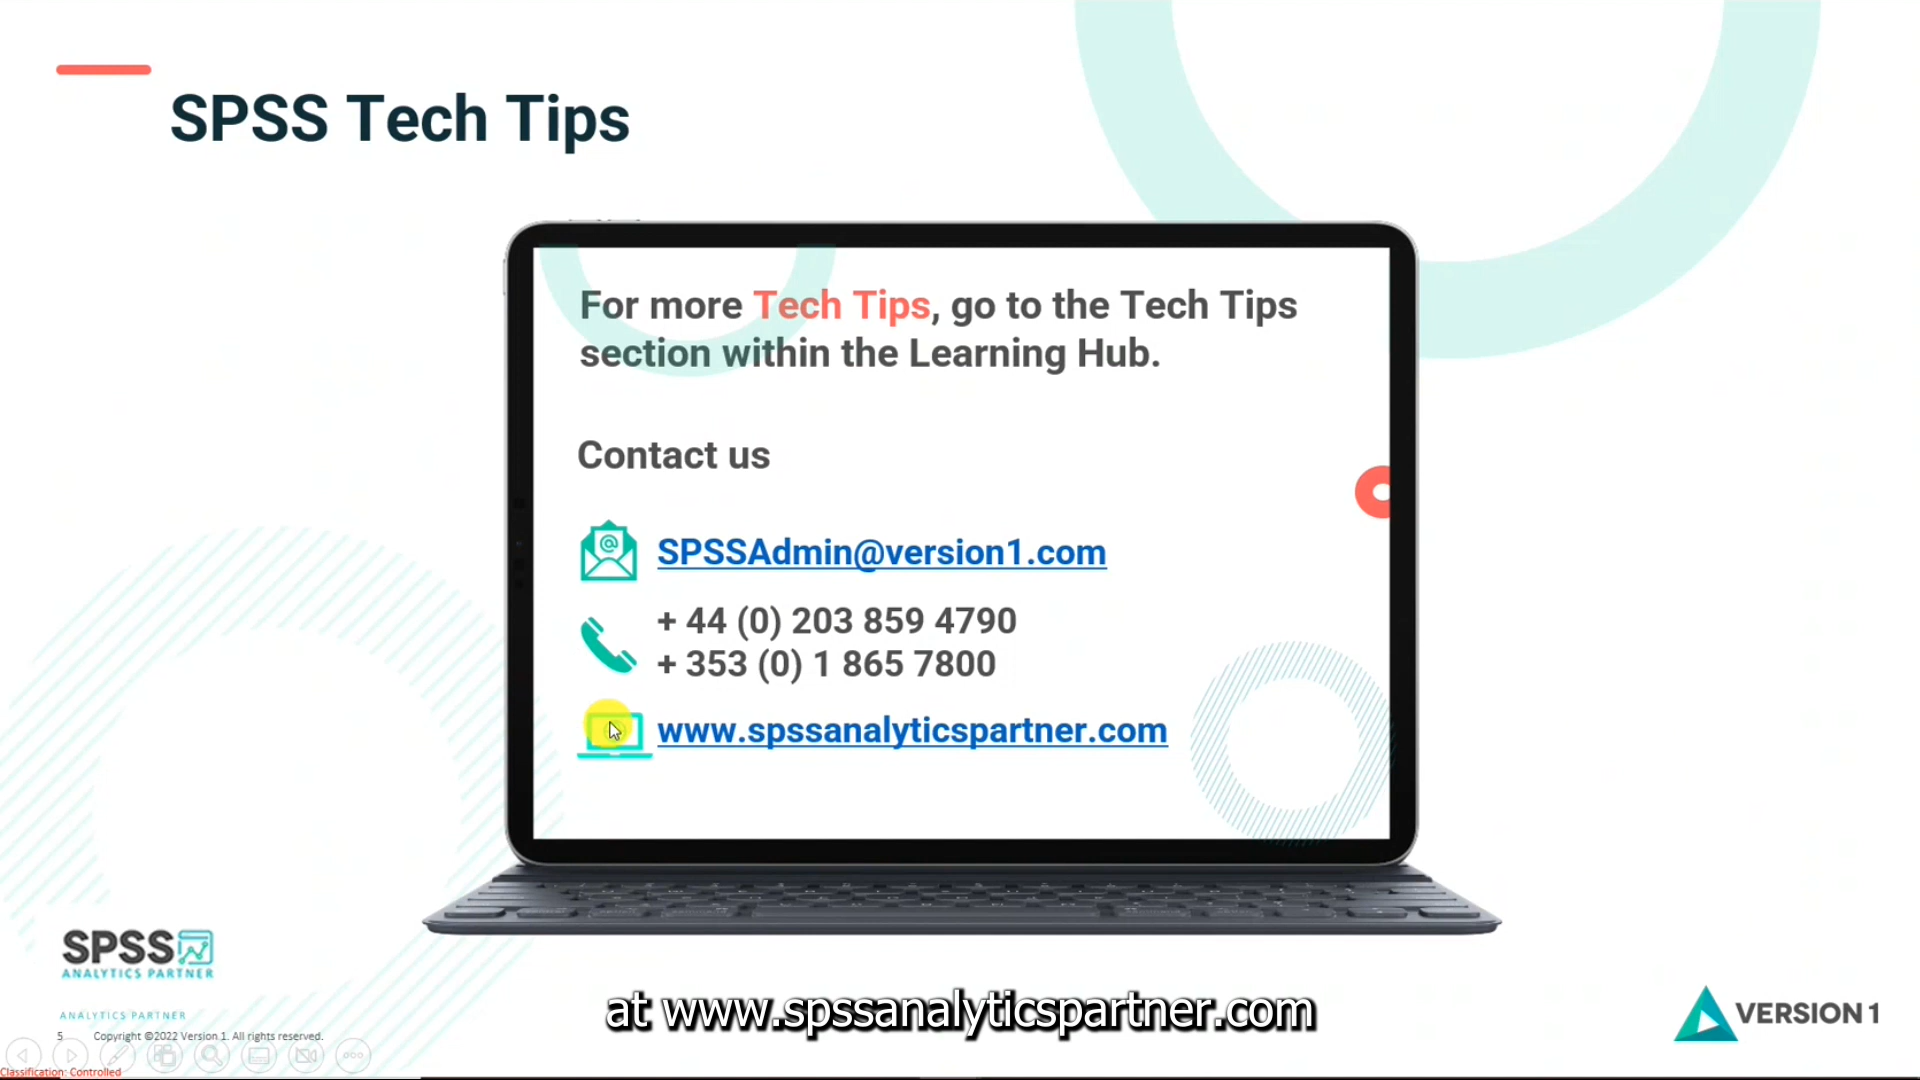 SPSS Tech Tips
For more Tech Tips, go to the Tech Tips
section within the Learning Hub.
Contact us
SPSSAdmin@version1.com
+ 44 (0) 203 859 4790
+ 353 (0) 1 865 7800
www.spssanalyticspartner.com
SPSS
ANALYTICS PARTNER
ANALYTICS PARTNER
5 Copyright ©2022 Version 1. All rights reserved.
Classification: Controlled
at www.spssanalyticspartner.com
VERSION 1